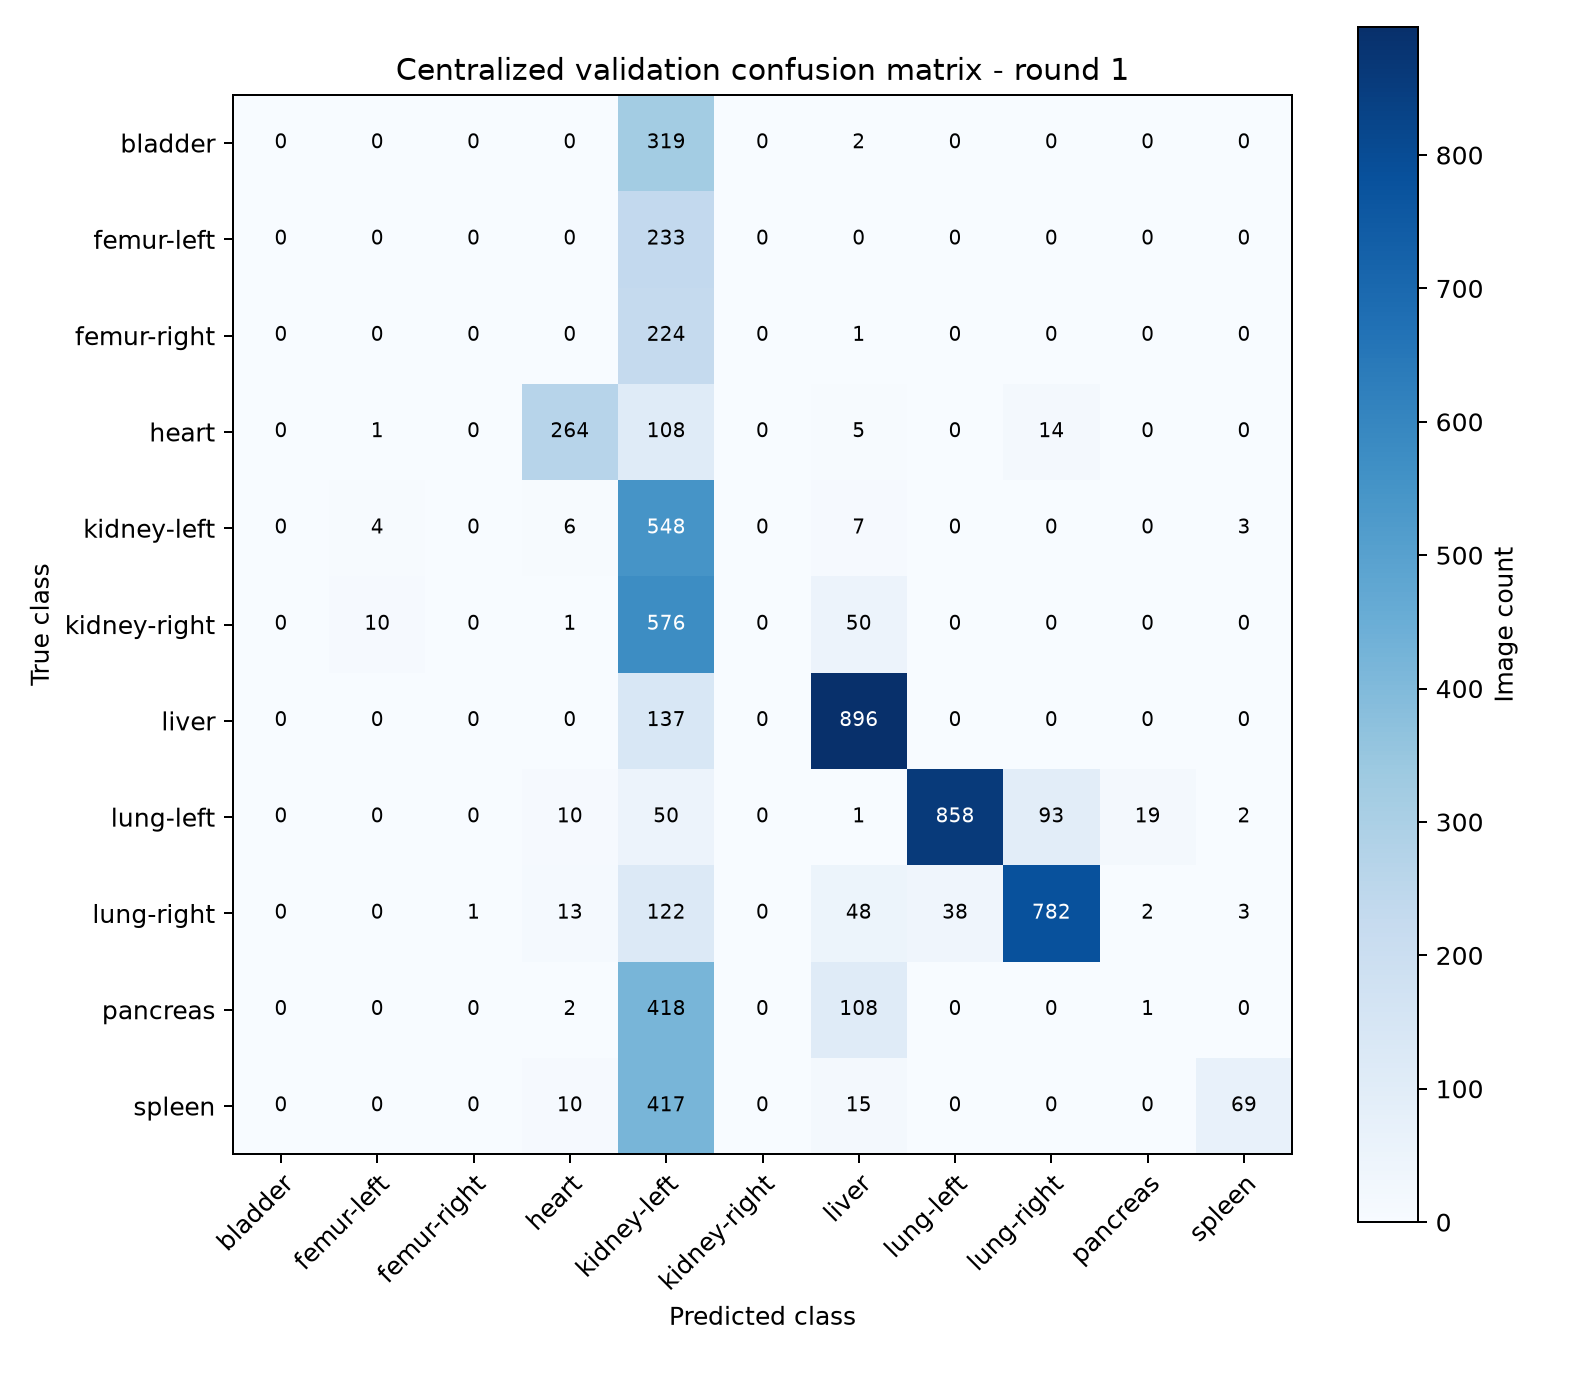 Centralized validation confusion matrix - round 1
bladder 0 0 0 0 319 0 2 0 0 0 0
femur-left 0 0 0 0 233 0 0 0 0 0 0
femur-right 0 0 0 0 224 0 1 0 0 0 0
heart 0 1 0 264 108 0 5 0 14 0 0
kidney-left 0 4 0 6 548 0 7 0 0 0 3
kidney-right 0 10 0 1 576 0 50 0 0 0 0
liver 0 0 0 0 137 0 896 0 0 0 0
lung-left 0 0 0 10 50 0 1 858 93 19 2
lung-right 0 0 1 13 122 0 48 38 782 2 3
pancreas 0 0 0 2 418 0 108 0 0 1 0
spleen 0 0 0 10 417 0 15 0 0 0 69
True class
bladder femur-left femur-right heart kidney-left kidney-right liver lung-left lung-right pancreas spleen
Predicted class
800
700
600
500
400
300
200
100
0
Image count